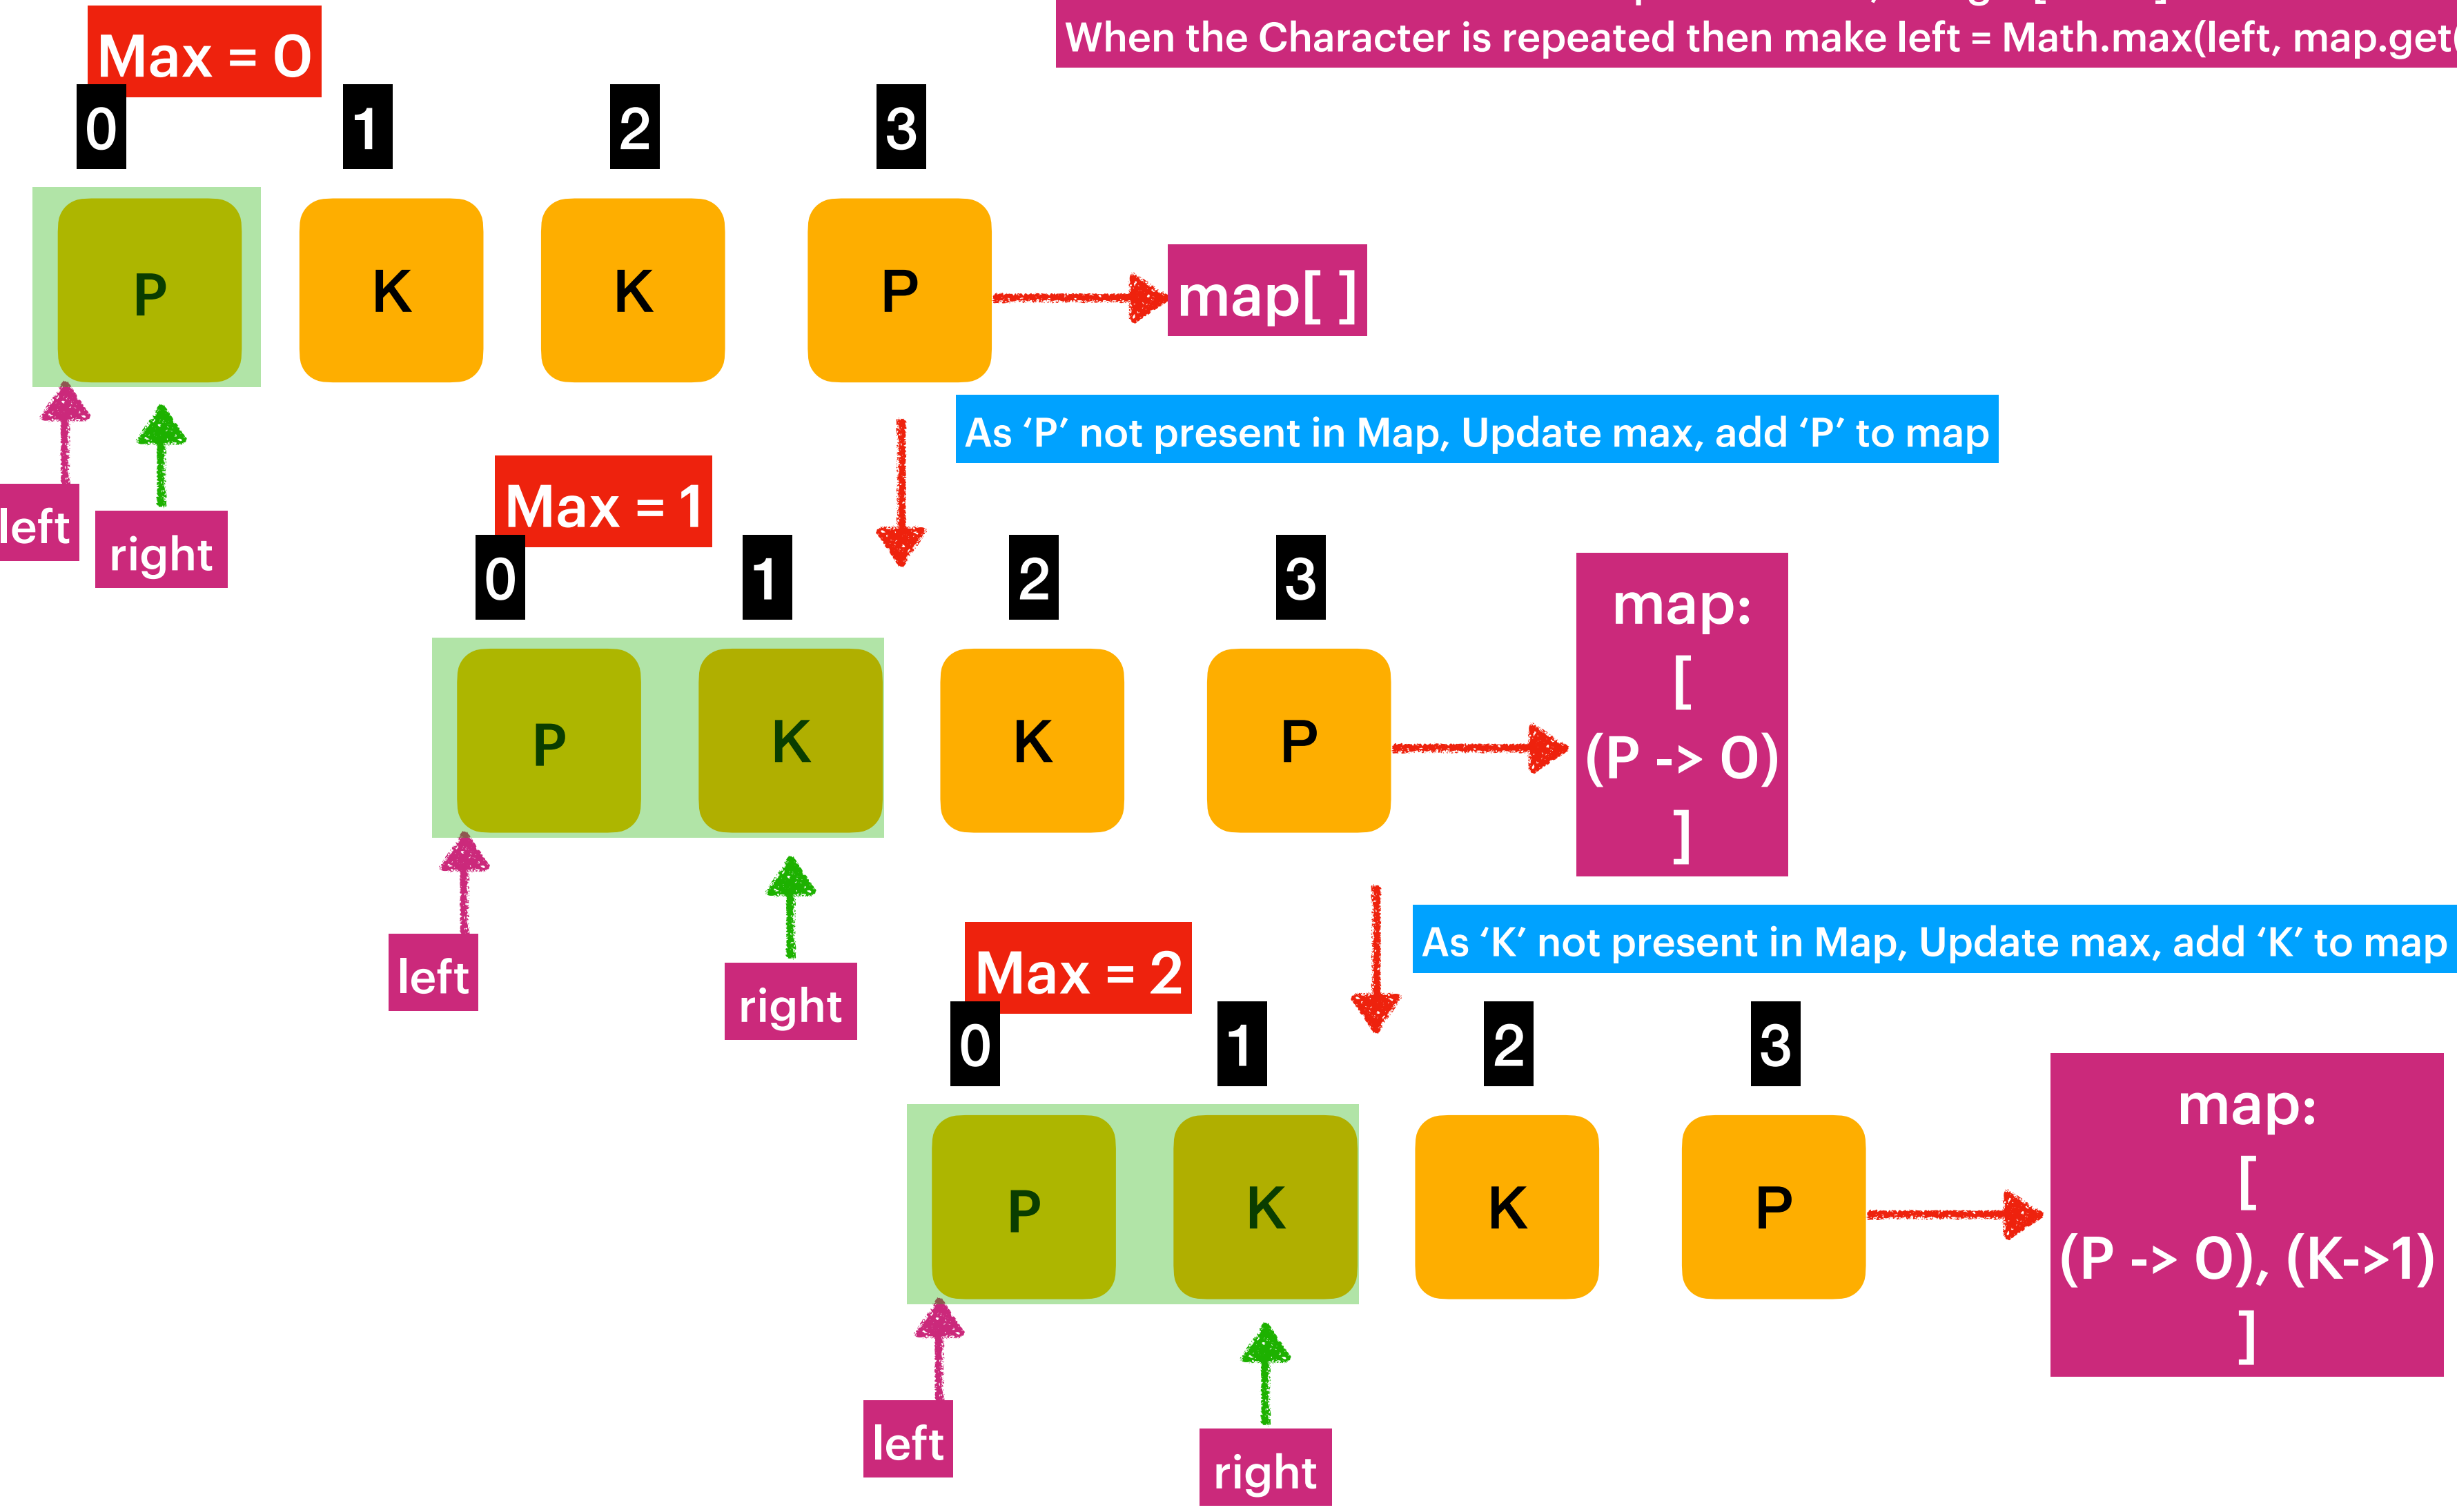 When the Character is repeated then make left = Math.max(left, map.get(
Max = 0
0 1 2 3
P K K P
map[ ]
left
right
As ‘P’ not present in Map, Update max, add ‘P’ to map
Max = 1
0 1 2 3
P K K P
map:
[
(P -> 0)
]
left
right
As ‘K’ not present in Map, Update max, add ‘K’ to map
Max = 2
0 1 2 3
P K K P
map:
[
(P -> 0), (K->1)
]
left
right